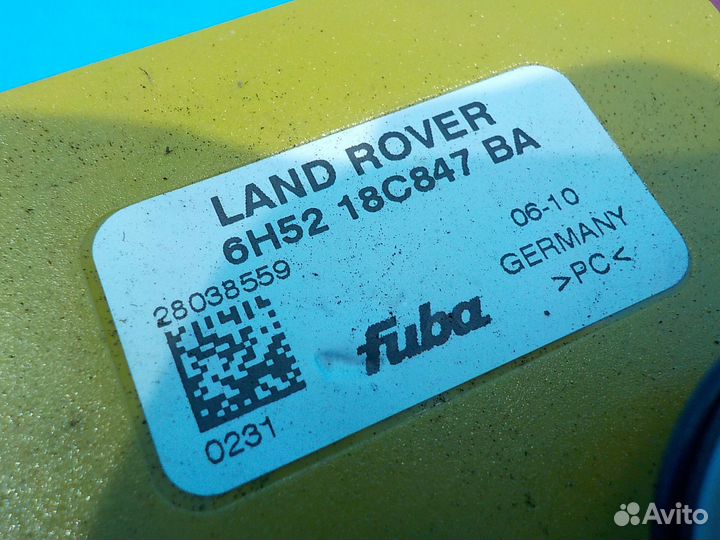 LAND ROVER
6H52 18C847 BA
28038559
06-10
GERMANY
>PC<
fuba
0231
Avito